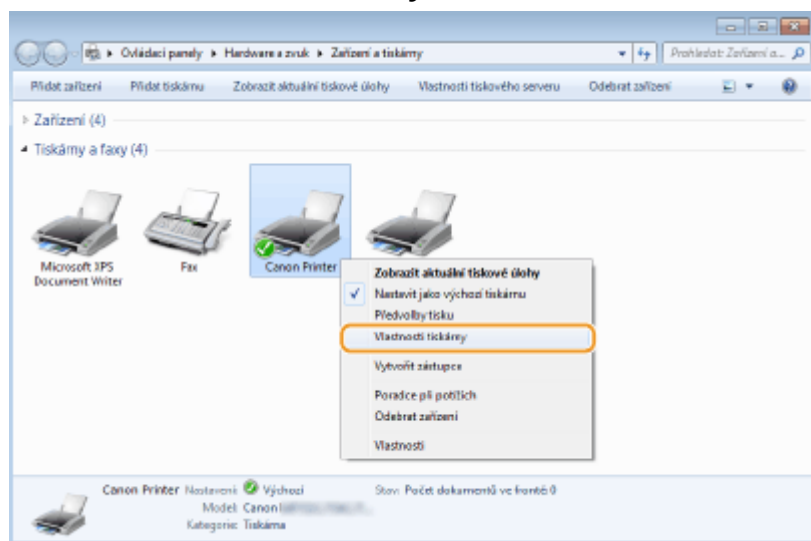 Ovládací panely ▸ Hardware a zvuk ▸ Zařízení a tiskárny
Prohledat: Zařízení a...
Přidat zařízení Přidat tiskárnu Zobrazit aktuální tiskové úlohy Vlastnosti tiskového serveru Odebrat zařízení
Zařízení (4)
Tiskárny a faxy (4)
Microsoft XPS
Document Writer
Fax
Canon Printer
Zobrazit aktuální tiskové úlohy
Nastavit jako výchozí tiskárnu
Předvolby tisku
Vlastnosti tiskárny
Vytvořit zástupce
Poradce při potížích
Odebrat zařízení
Vlastnosti
Canon Printer Nastavení: Výchozí Stav: Počet dokumentů ve frontě: 0
Model: Canon
Kategorie: Tiskárna